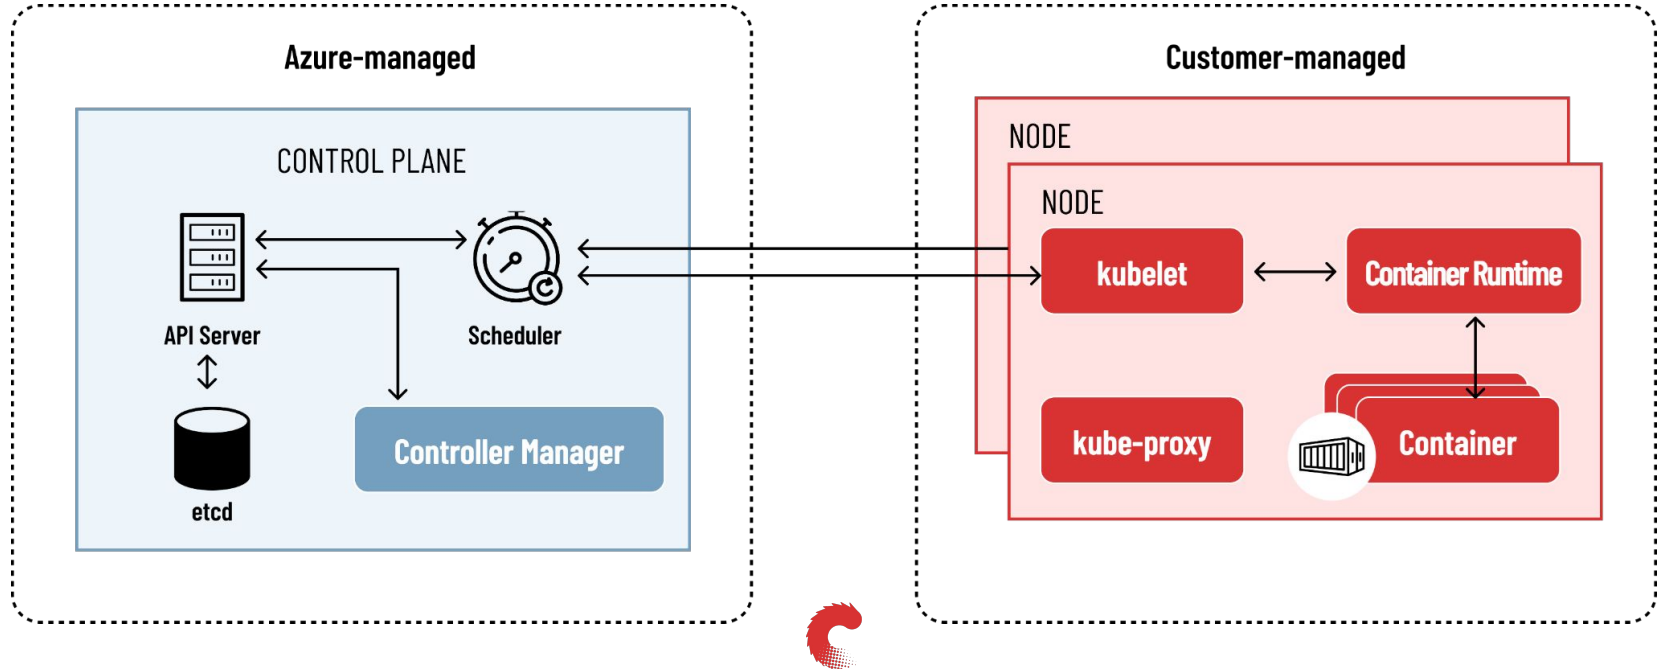 Azure-managed
CONTROL PLANE
API Server
Scheduler
Controller Manager
etcd
Customer-managed
NODE
NODE
kubelet
Container Runtime
kube-proxy
Container